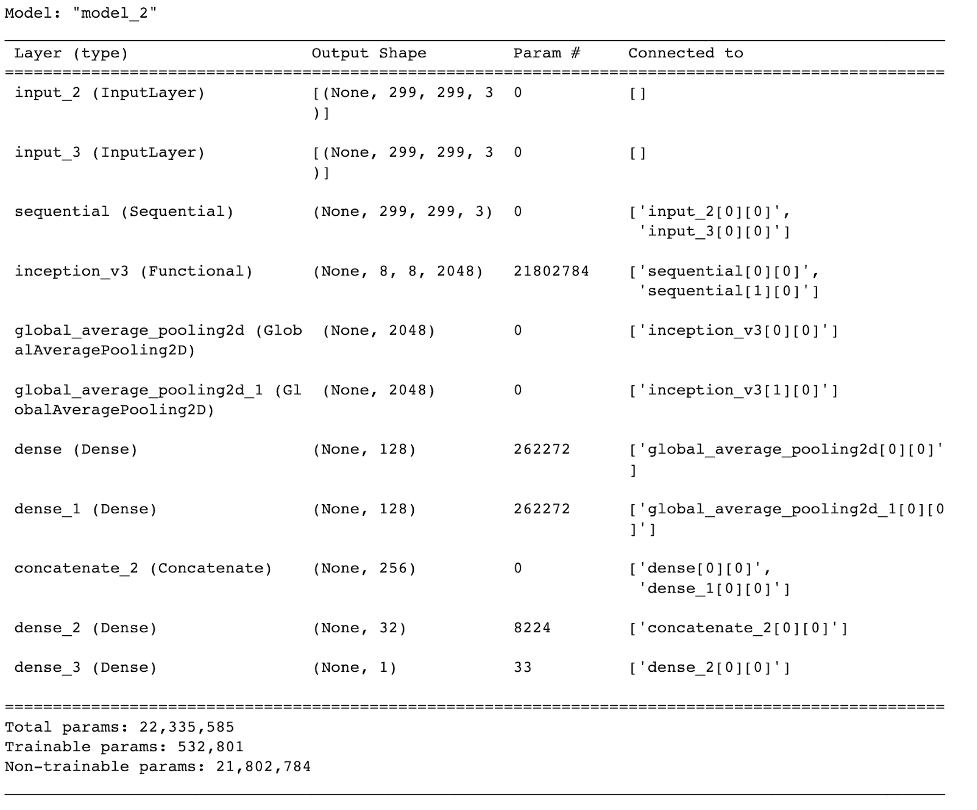 Model: "model_2"
Layer (type) Output Shape Param # Connected to
input_2 (InputLayer) [(None, 299, 299, 3 0 []
)]
input_3 (InputLayer) [(None, 299, 299, 3 0 []
)]
sequential (Sequential) (None, 299, 299, 3) 0 ['input_2[0][0]',
'input_3[0][0]']
inception_v3 (Functional) (None, 8, 8, 2048) 21802784 ['sequential[0][0]',
'sequential[1][0]']
global_average_pooling2d (Glob (None, 2048) 0 ['inception_v3[0][0]']
alAveragePooling2D)
global_average_pooling2d_1 (Gl (None, 2048) 0 ['inception_v3[1][0]']
obalAveragePooling2D)
dense (Dense) (None, 128) 262272 ['global_average_pooling2d[0][0]'
]
dense_1 (Dense) (None, 128) 262272 ['global_average_pooling2d_1[0][0
]']
concatenate_2 (Concatenate) (None, 256) 0 ['dense[0][0]',
'dense_1[0][0]']
dense_2 (Dense) (None, 32) 8224 ['concatenate_2[0][0]']
dense_3 (Dense) (None, 1) 33 ['dense_2[0][0]']
Total params: 22,335,585
Trainable params: 532,801
Non-trainable params: 21,802,784